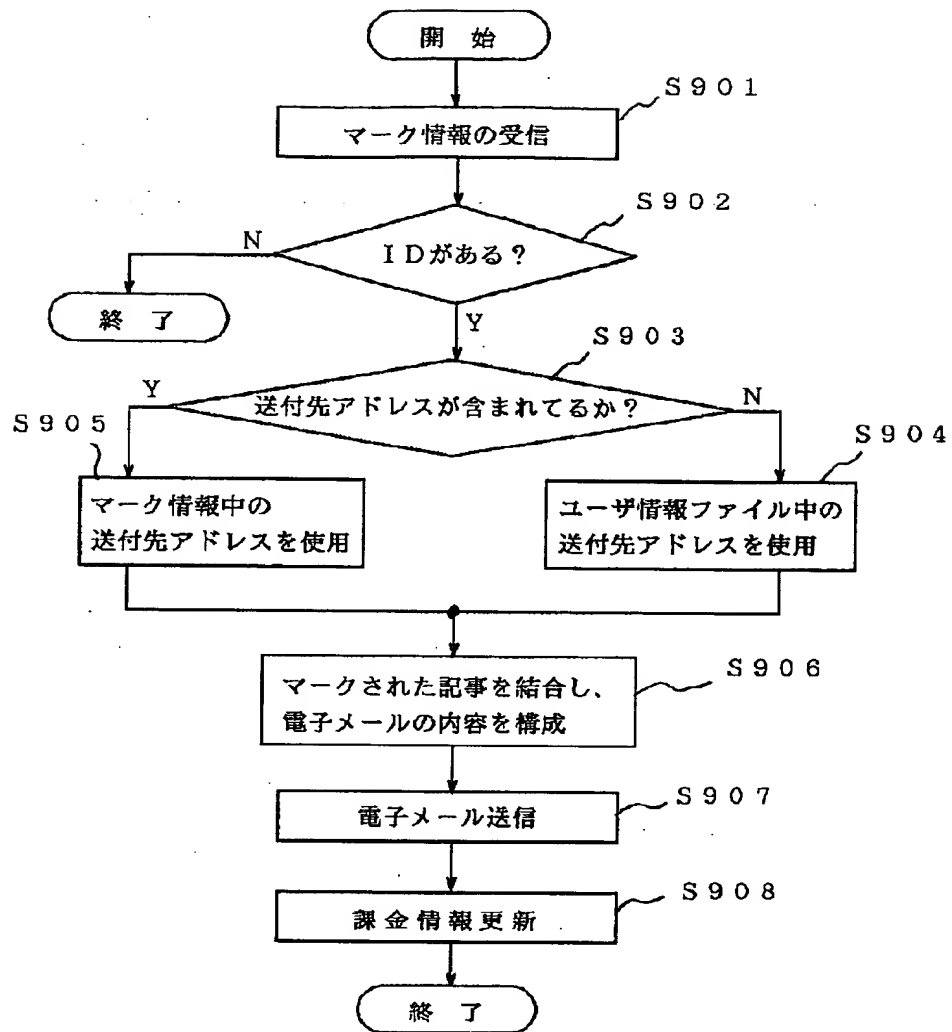 開 始
S901
マーク情報の受信
S902
N
IDがある?
終 了
Y
S903
Y
送付先アドレスが含まれてるか?
N
S905
S904
マーク情報中の
送付先アドレスを使用
ユーザ情報ファイル中の
送付先アドレスを使用
S906
マークされた記事を結合し、
電子メールの内容を構成
S907
電子メール送信
S908
課金情報更新
終 了